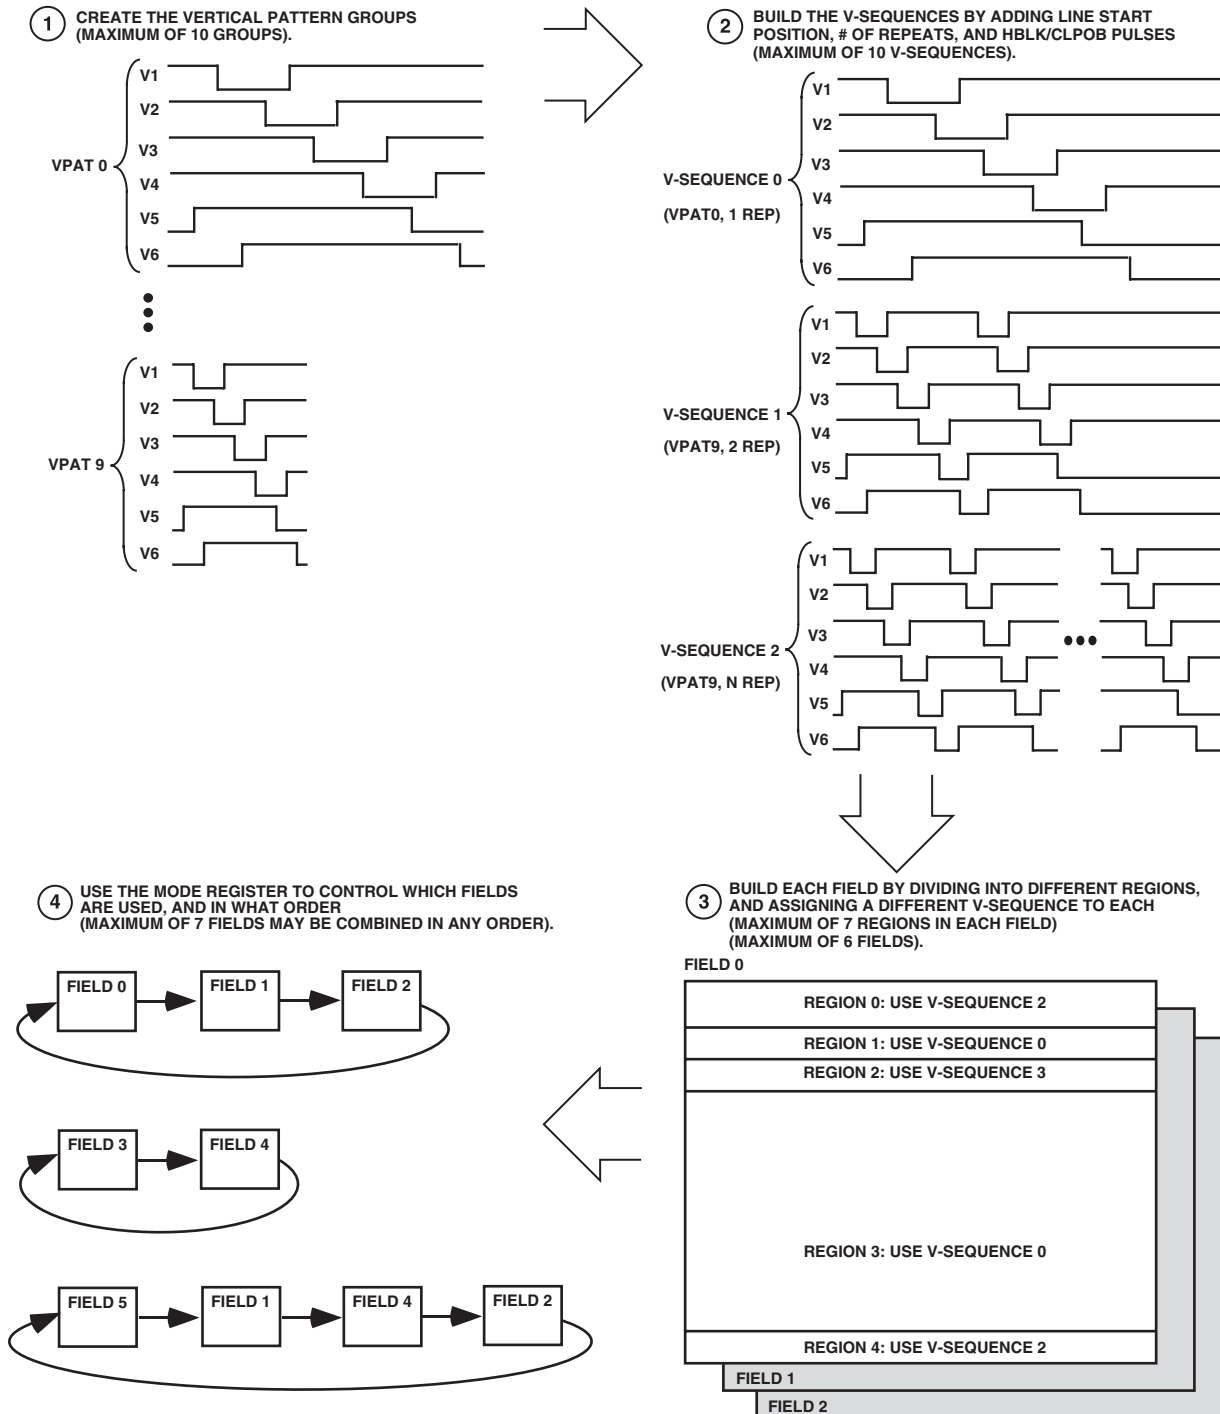 1 CREATE THE VERTICAL PATTERN GROUPS
(MAXIMUM OF 10 GROUPS).
V1
V2
V3
VPAT 0
V4
V5
V6
V1
V2
V3
VPAT 9
V4
V5
V6
2 BUILD THE V-SEQUENCES BY ADDING LINE START
POSITION, # OF REPEATS, AND HBLK/CLPOB PULSES
(MAXIMUM OF 10 V-SEQUENCES).
V1
V2
V3
V-SEQUENCE 0
V4
(VPAT0, 1 REP)
V5
V6
V1
V2
V3
V-SEQUENCE 1
V4
(VPAT9, 2 REP)
V5
V6
V1
V2
V3
V-SEQUENCE 2
V4
(VPAT9, N REP)
V5
V6
3 BUILD EACH FIELD BY DIVIDING INTO DIFFERENT REGIONS,
AND ASSIGNING A DIFFERENT V-SEQUENCE TO EACH
(MAXIMUM OF 7 REGIONS IN EACH FIELD)
(MAXIMUM OF 6 FIELDS).
FIELD 0
REGION 0: USE V-SEQUENCE 2
REGION 1: USE V-SEQUENCE 0
REGION 2: USE V-SEQUENCE 3
REGION 3: USE V-SEQUENCE 0
REGION 4: USE V-SEQUENCE 2
FIELD 1
FIELD 2
4 USE THE MODE REGISTER TO CONTROL WHICH FIELDS
ARE USED, AND IN WHAT ORDER
(MAXIMUM OF 7 FIELDS MAY BE COMBINED IN ANY ORDER).
FIELD 0 FIELD 1 FIELD 2
FIELD 3 FIELD 4
FIELD 5 FIELD 1 FIELD 4 FIELD 2